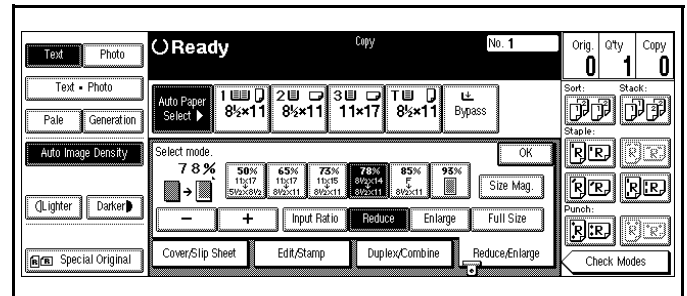 Text Photo
Text • Photo
Pale Generation
Auto Image Density
Lighter Darker
Special Original
Ready Copy No. 1
Auto Paper Select ▶
1 8½×11
2 8½×11
3 11×17
T 8½×11
Bypass
Select mode. OK
78%
50% 11x17 5½x8½
65% 11x17 8½x11
73% 11x15 8½x11
78% 8½x14 8½x11
85% F 8½x11
93%
Size Mag.
− + Input Ratio Reduce Enlarge Full Size
Cover/Slip Sheet Edit/Stamp Duplex/Combine Reduce/Enlarge
Orig. Q'ty Copy
0 1 0
Sort: Stack:
Staple:
Punch:
Check Modes